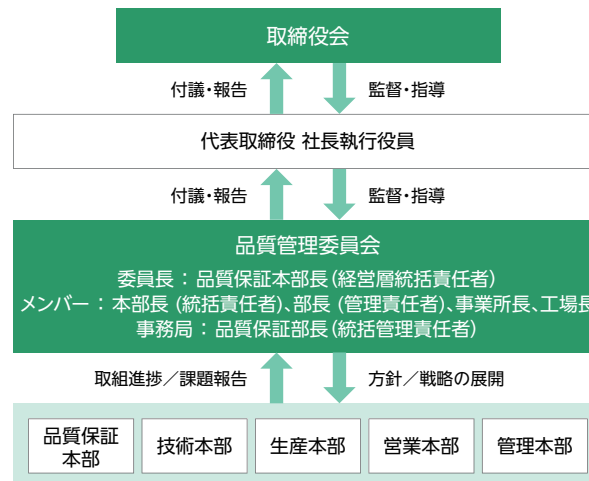 取締役会
付議・報告
監督・指導
代表取締役 社長執行役員
付議・報告
監督・指導
品質管理委員会
委員長：品質保証本部長（経営層統括責任者）
メンバー：本部長（統括責任者）、部長（管理責任者）、事業所長、工場長
事務局：品質保証部長（統括管理責任者）
取組進捗／課題報告
方針／戦略の展開
品質保証
本部
技術本部
生産本部
営業本部
管理本部